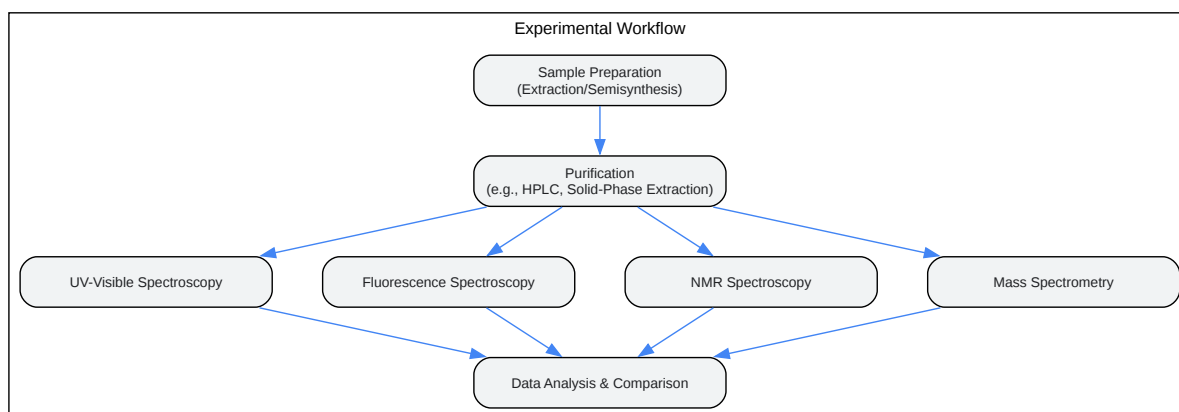 Experimental Workflow
Sample Preparation
(Extraction/Semisynthesis)
Purification
(e.g., HPLC, Solid-Phase Extraction)
UV-Visible Spectroscopy
Fluorescence Spectroscopy
NMR Spectroscopy
Mass Spectrometry
Data Analysis & Comparison